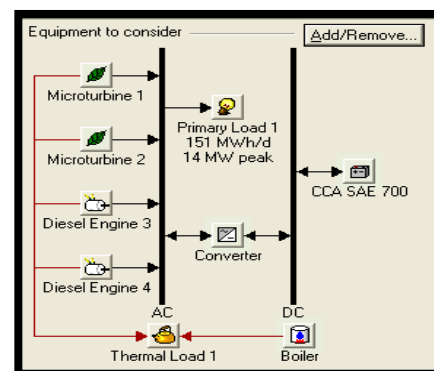 Equipment to consider
Add/Remove...
Microturbine 1
Primary Load 1
151 MWh/d
14 MW peak
Microturbine 2
CCA SAE 700
Diesel Engine 3
Converter
Diesel Engine 4
AC
DC
Thermal Load 1
Boiler